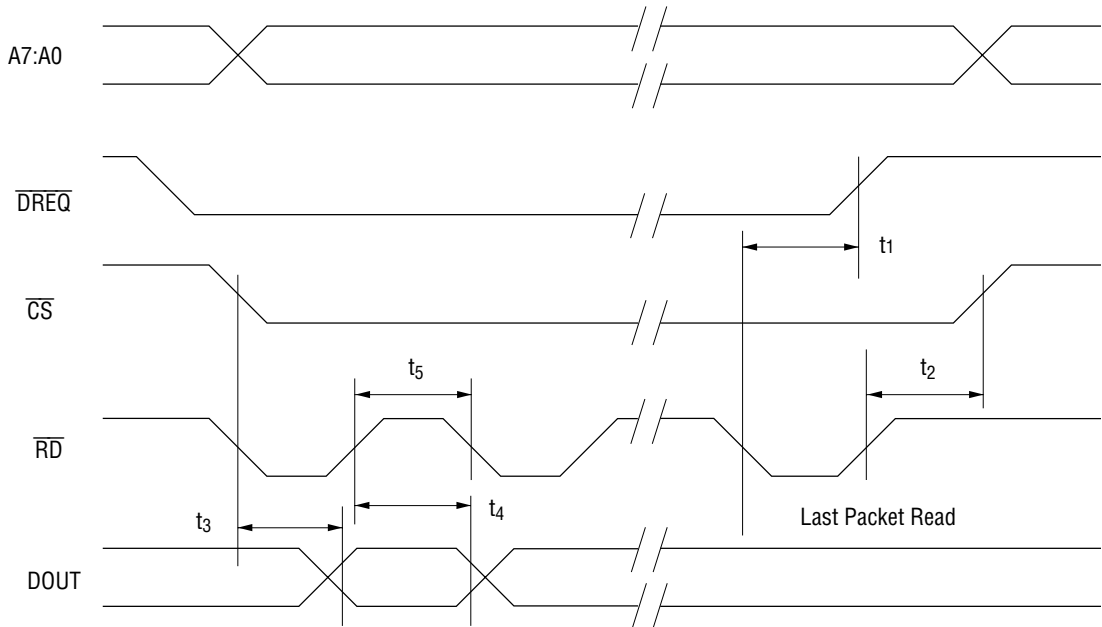 A7:A0
DREQ
t1
CS
t2
t5
RD
t4
t3
Last Packet Read
DOUT